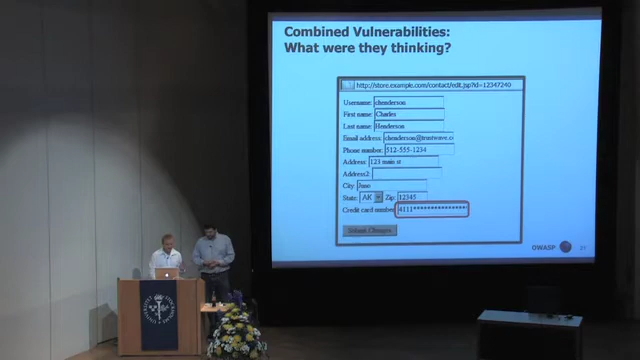 Combined Vulnerabilities:
What were they thinking?
http://store.example.com/contact/edit.jsp?id=12347240
Username: chenderson
First name: Charles
Last name: Henderson
Email address: chenderson@trustwave.co
Phone number: 512-555-1234
Address: 123 main st
Address2:
City: Juno
State: AK Zip: 12345
Credit card number: 4111****************
Submit Changes
OWASP
21